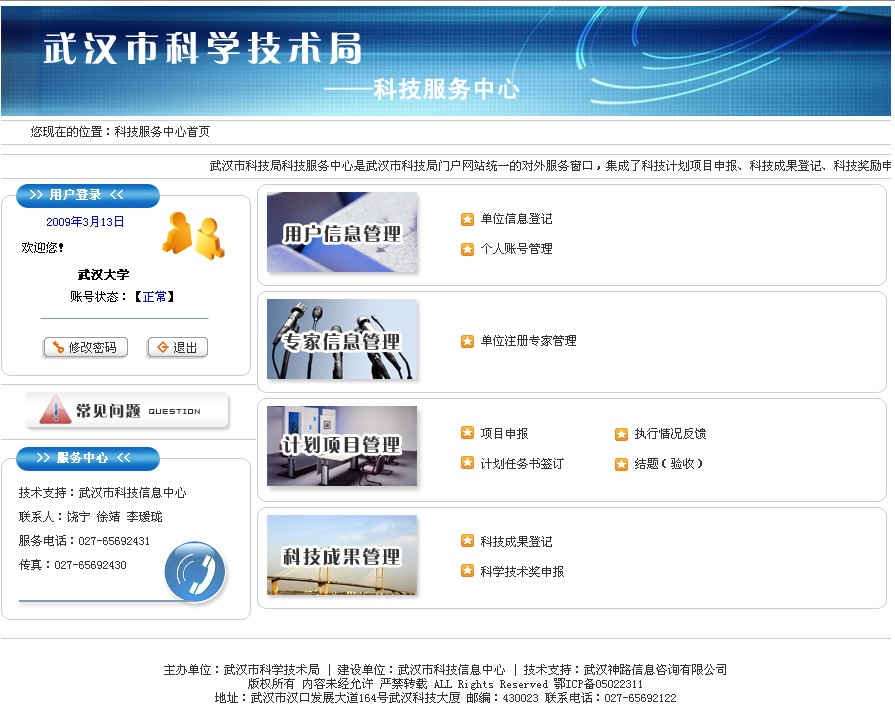 武汉市科学技术局
——科技服务中心
您现在的位置：科技服务中心首页
武汉市科技局科技服务中心是武汉市科技局门户网站统一的对外服务窗口，集成了科技计划项目申报、科技成果登记、科技奖励申
>> 用户登录 <<
2009年3月13日
欢迎您!
武汉大学
账号状态：【正常】
修改密码 退出
常见问题 QUESTION
>> 服务中心 <<
技术支持：武汉市科技信息中心
联系人：饶宁 徐靖 李瑷珑
服务电话：027-65692431
传真：027-65692430
用户信息管理
单位信息登记
个人账号管理
专家信息管理
单位注册专家管理
计划项目管理
项目申报 执行情况反馈
计划任务书签订 结题(验收)
科技成果管理
科技成果登记
科学技术奖申报
主办单位：武汉市科学技术局 | 建设单位：武汉市科技信息中心 | 技术支持：武汉神路信息咨询有限公司
版权所有 内容未经允许 严禁转载 ALL Rights Reserved 鄂ICP备05022311
地址：武汉市汉口发展大道164号武汉科技大厦 邮编：430023 联系电话：027-65692122